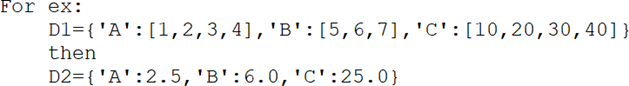 For ex:
D1={'A':[1,2,3,4],'B':[5,6,7],'C':[10,20,30,40]}
then
D2={'A':2.5,'B':6.0,'C':25.0}